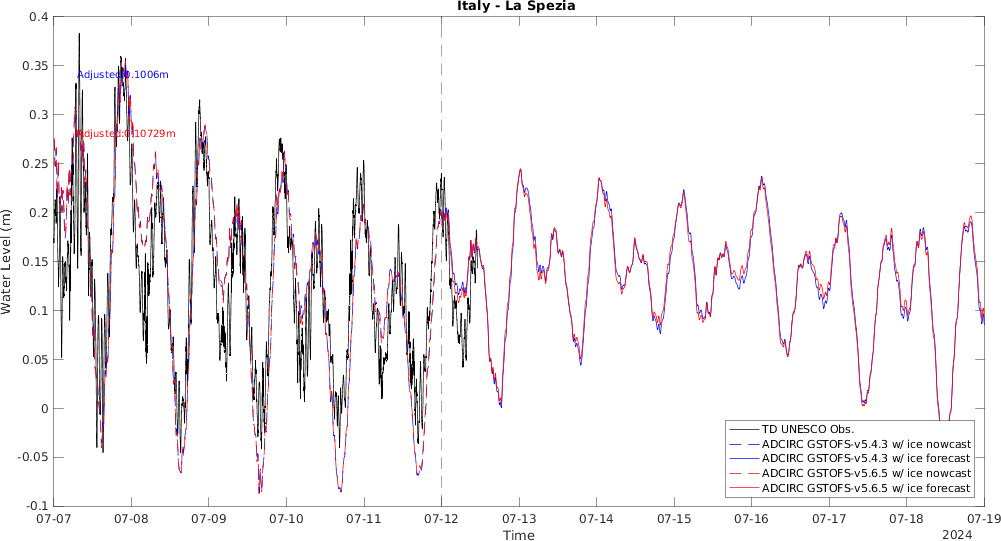 Italy - La Spezia
0.4
0.35
0.3
0.25
0.2
0.15
0.1
0.05
0
-0.05
-0.1
Water Level (m)
Adjusted:0.1006m
Adjusted:0.10729m
TD UNESCO Obs.
ADCIRC GSTOFS-v5.4.3 w/ ice nowcast
ADCIRC GSTOFS-v5.4.3 w/ ice forecast
ADCIRC GSTOFS-v5.6.5 w/ ice nowcast
ADCIRC GSTOFS-v5.6.5 w/ ice forecast
07-07 07-08 07-09 07-10 07-11 07-12 07-13 07-14 07-15 07-16 07-17 07-18 07-19
Time
2024